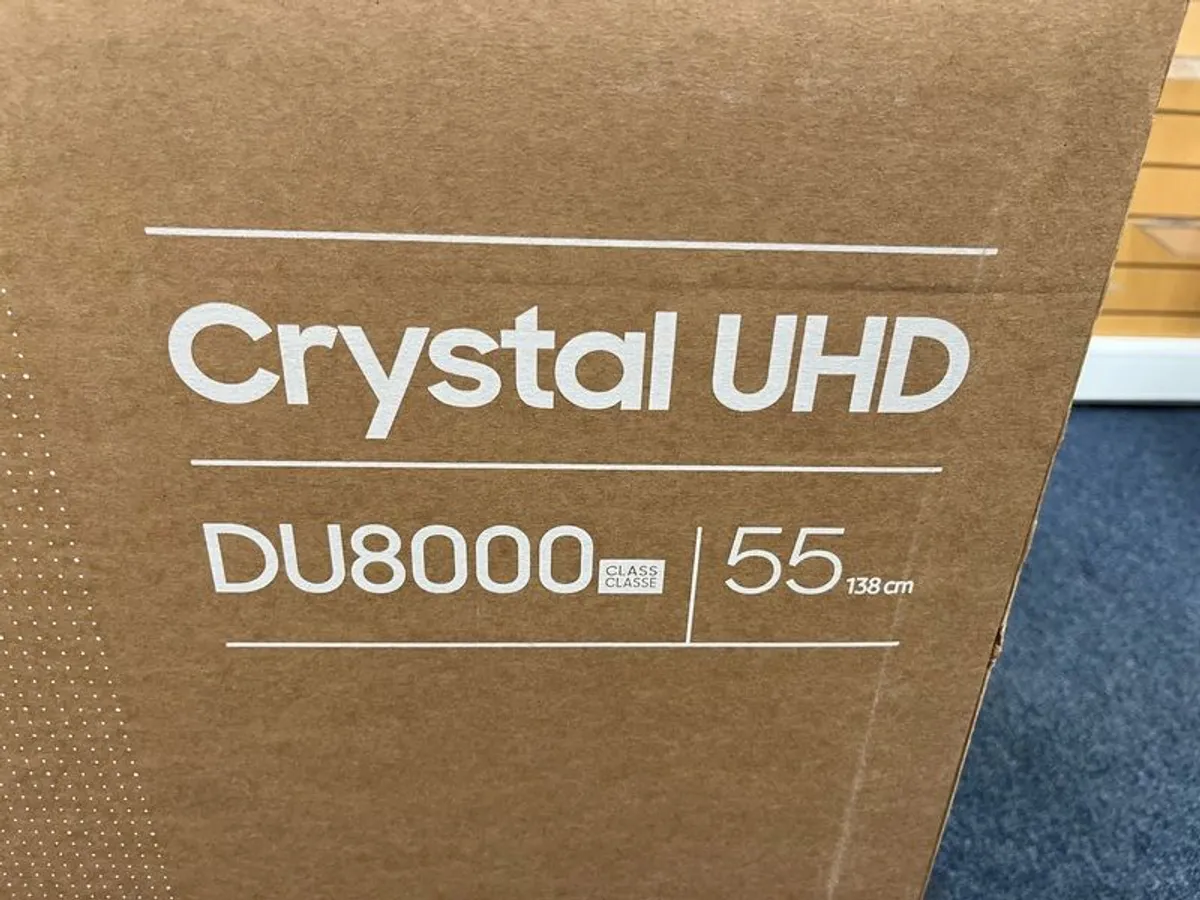 Crystal UHD
DU8000 CLASS CLASSE 55 138 cm